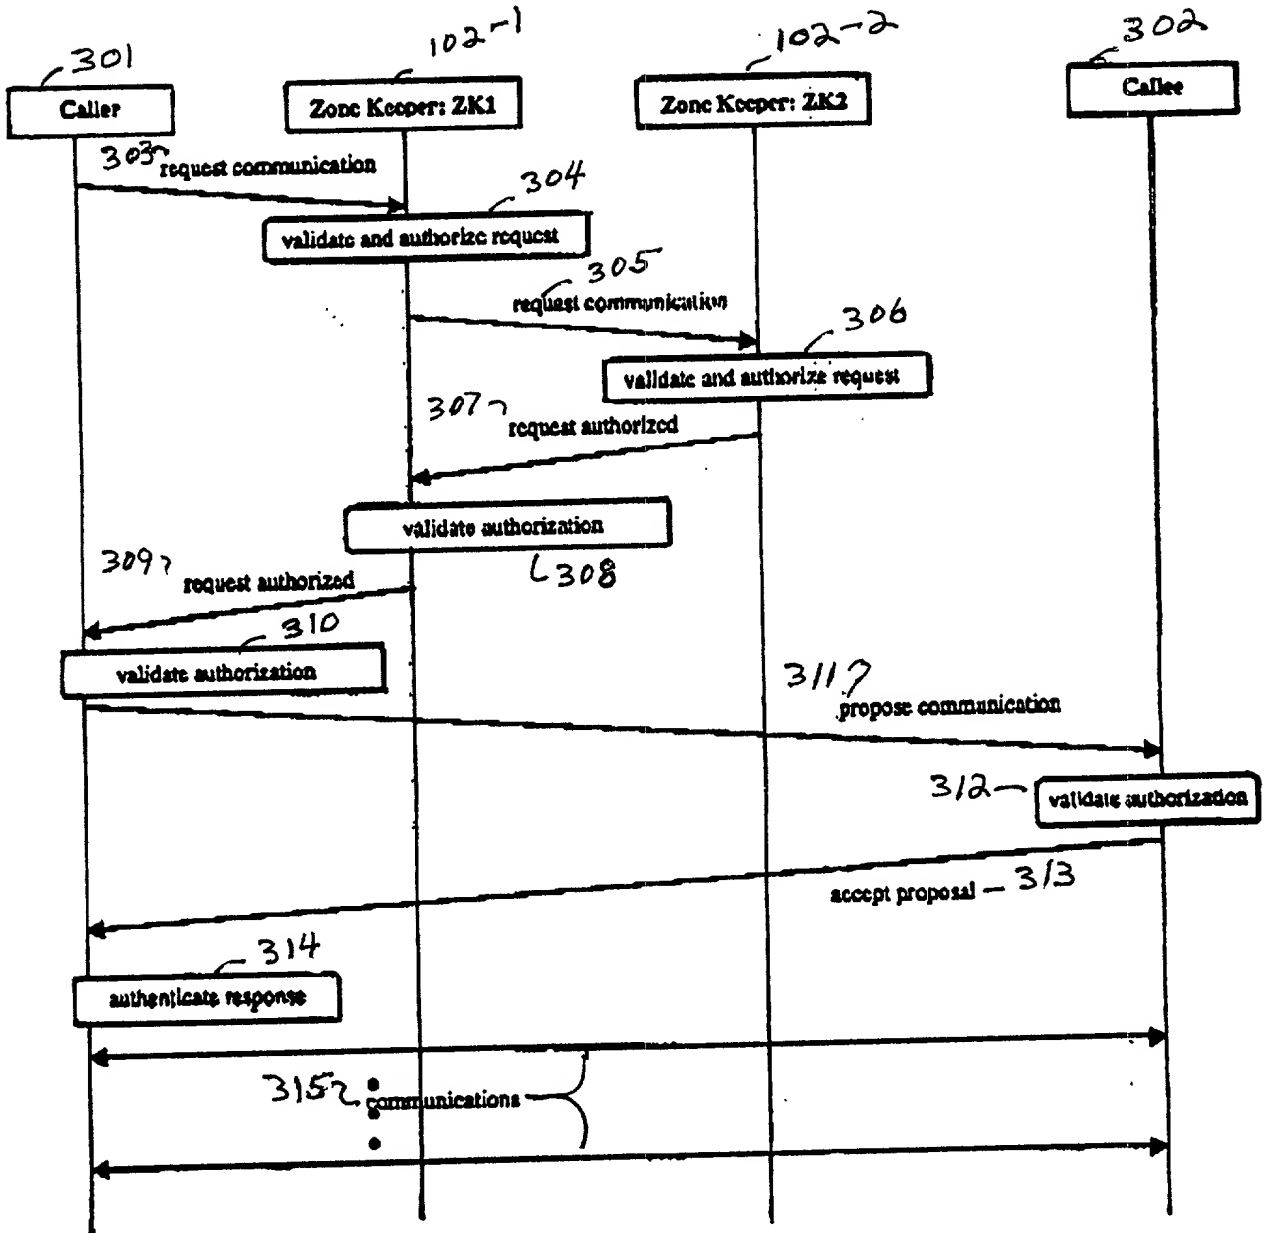 301
102-1
102-2
302
Caller
Zone Keeper: ZK1
Zone Keeper: ZK2
Callee
303
request communication
304
validate and authorize request
305
request communication
306
validate and authorize request
307
request authorized
validate authorization
308
309
request authorized
310
validate authorization
311
propose communication
312
validate authorization
accept proposal
313
314
authenticate response
315
communications